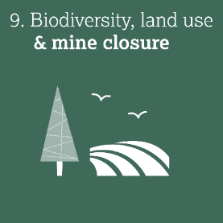 9. Biodiversity, land use
& mine closure